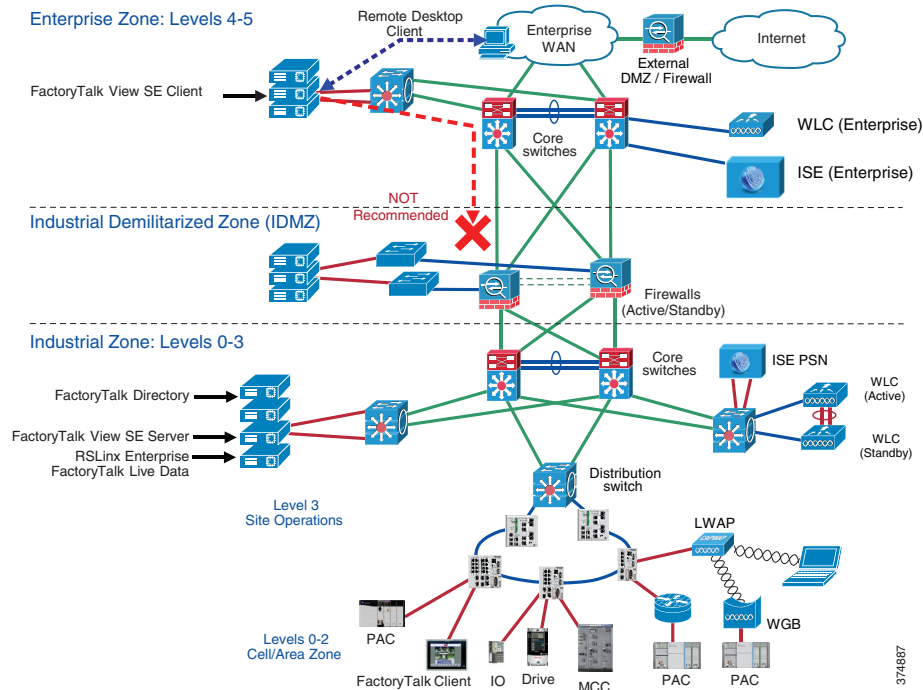 Enterprise Zone: Levels 4-5
Remote Desktop
Client
Enterprise
WAN
External
DMZ / Firewall
Internet
FactoryTalk View SE Client
Core
switches
WLC (Enterprise)
ISE (Enterprise)
NOT
Recommended
Industrial Demilitarized Zone (IDMZ)
Firewalls
(Active/Standby)
Industrial Zone: Levels 0-3
Core
switches
ISE PSN
FactoryTalk Directory
WLC
(Active)
FactoryTalk View SE Server
RSLinx Enterprise
FactoryTalk Live Data
WLC
(Standby)
Distribution
switch
Level 3
Site Operations
LWAP
CAPWAP
WGB
PAC
Levels 0-2
Cell/Area Zone
FactoryTalk Client
IO
Drive
MCC
PAC
PAC
374887